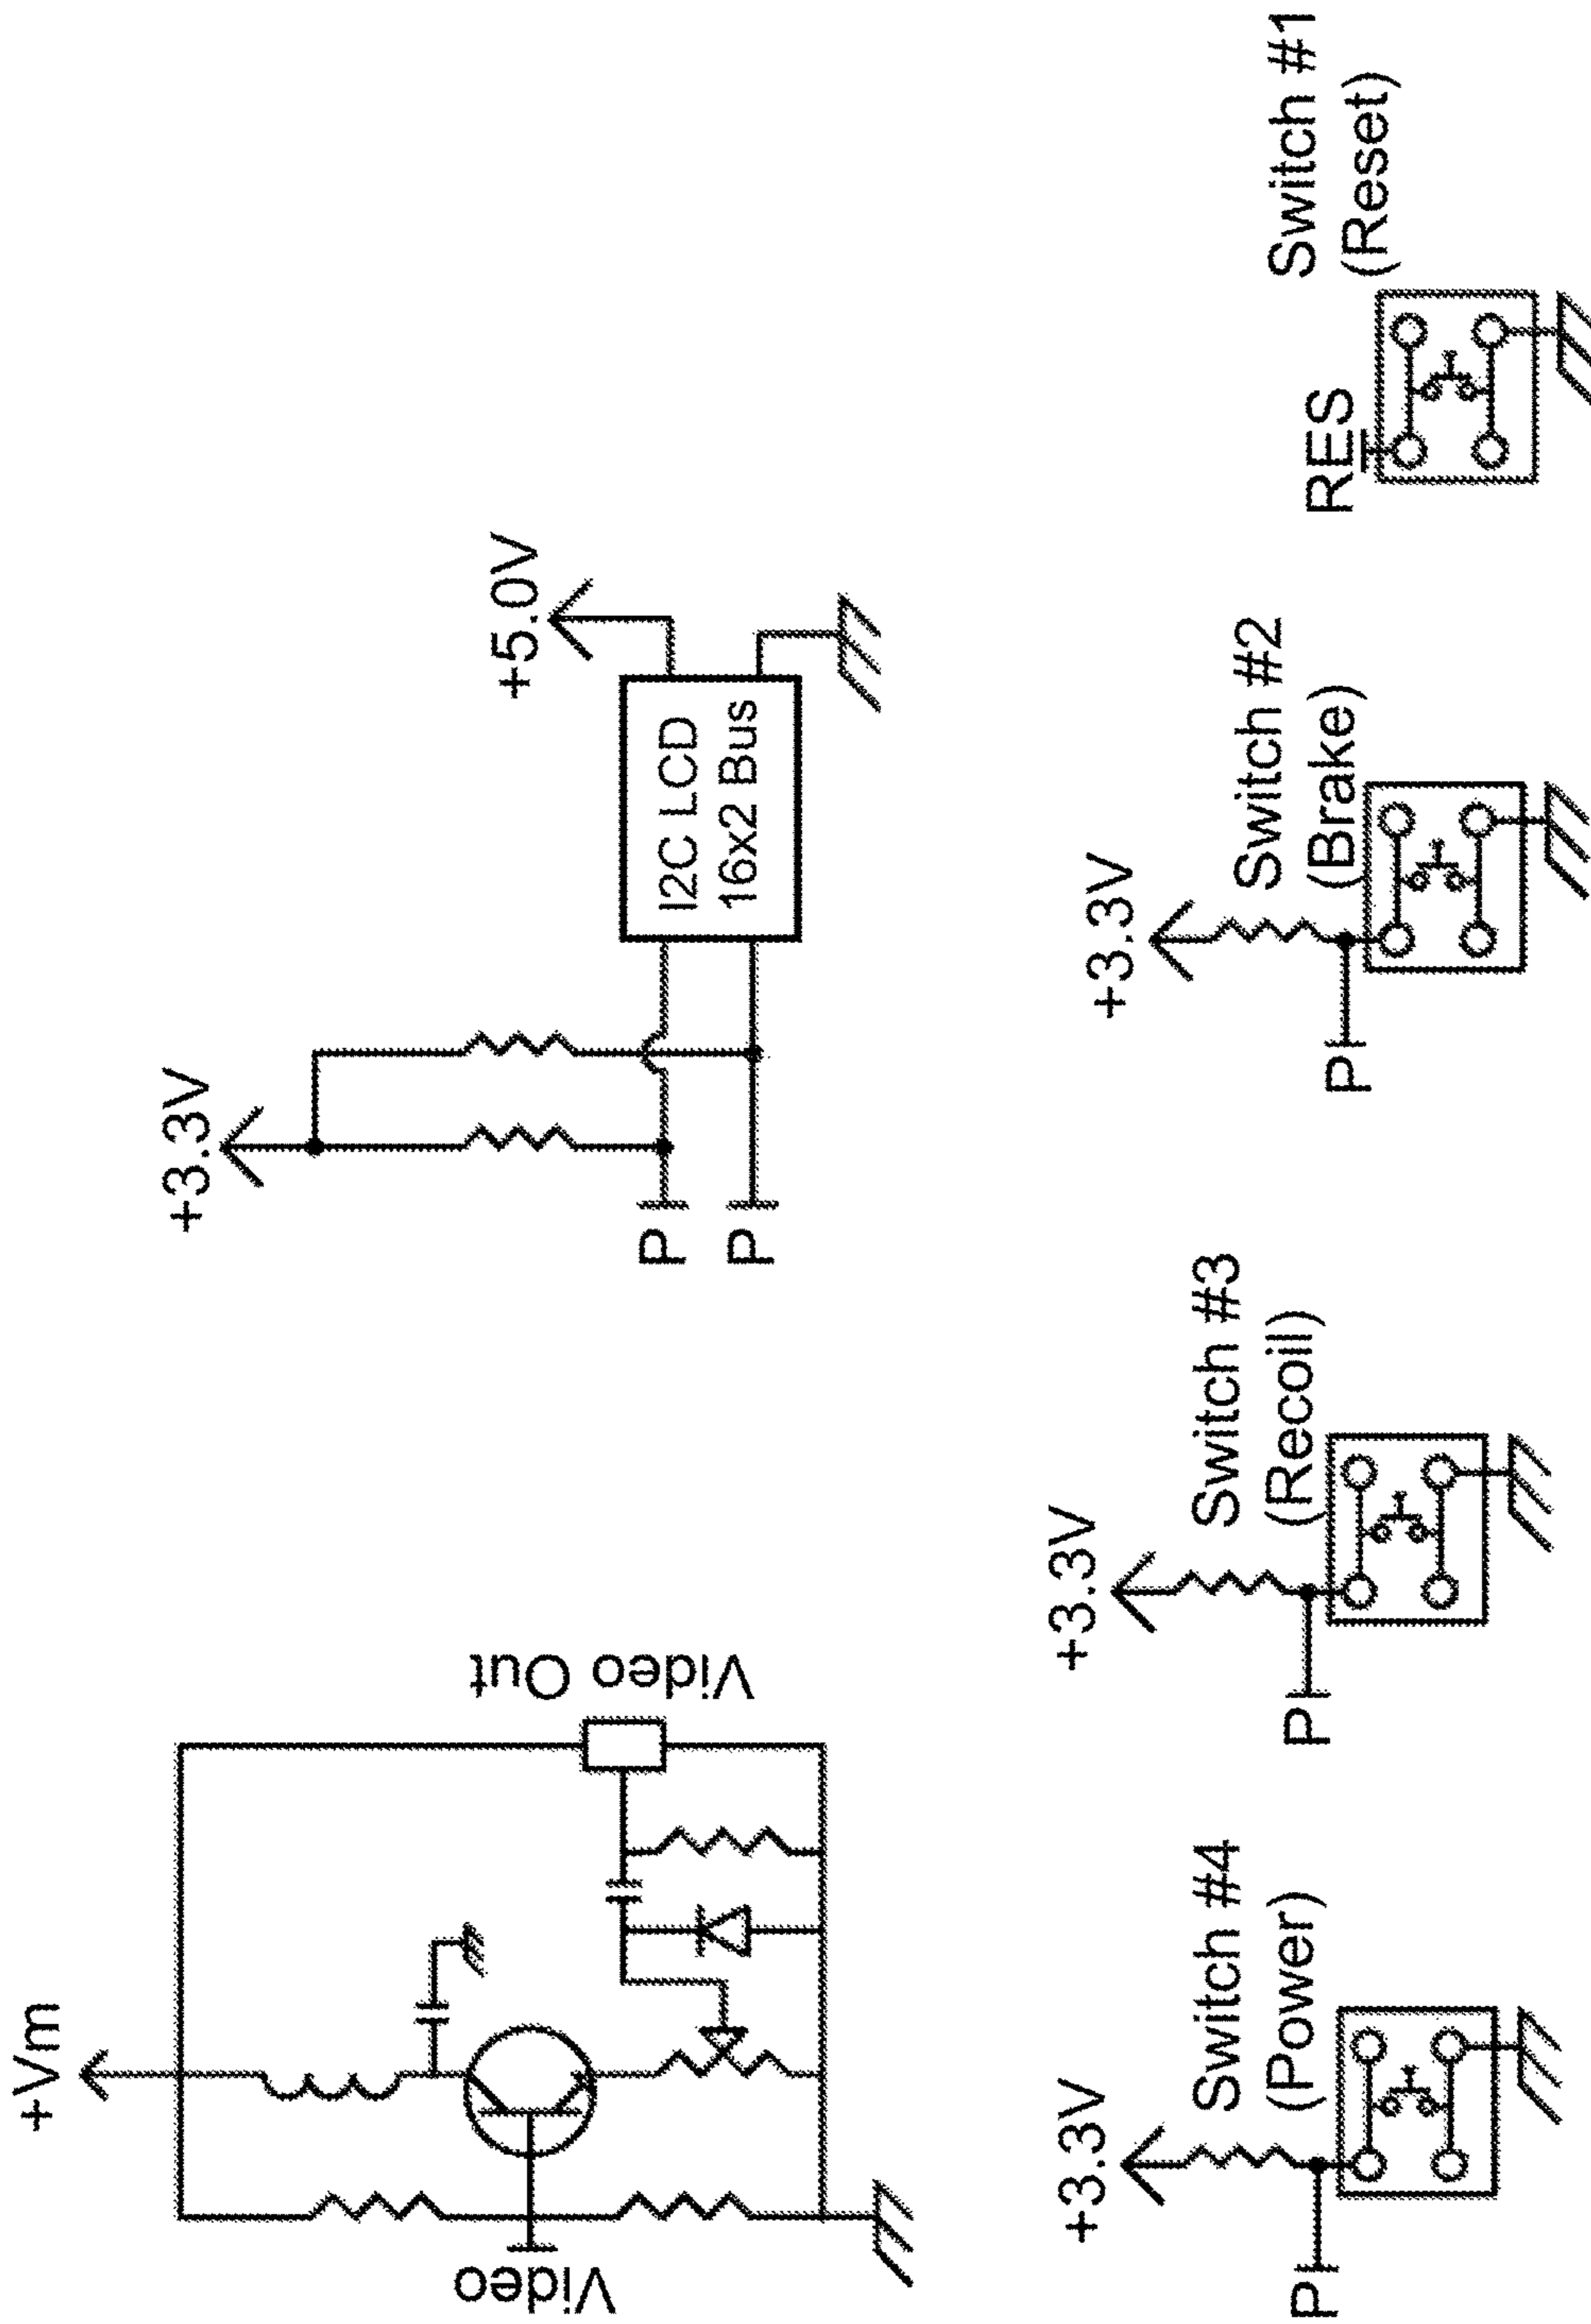 +Vm
Video
Video Out
+3.3V
P
P
I2C LCD
16x2 Bus
+5.0V
+3.3V
P
Switch #4
(Power)
+3.3V
P
Switch #3
(Recoil)
+3.3V
P
Switch #2
(Brake)
RES
Switch #1
(Reset)